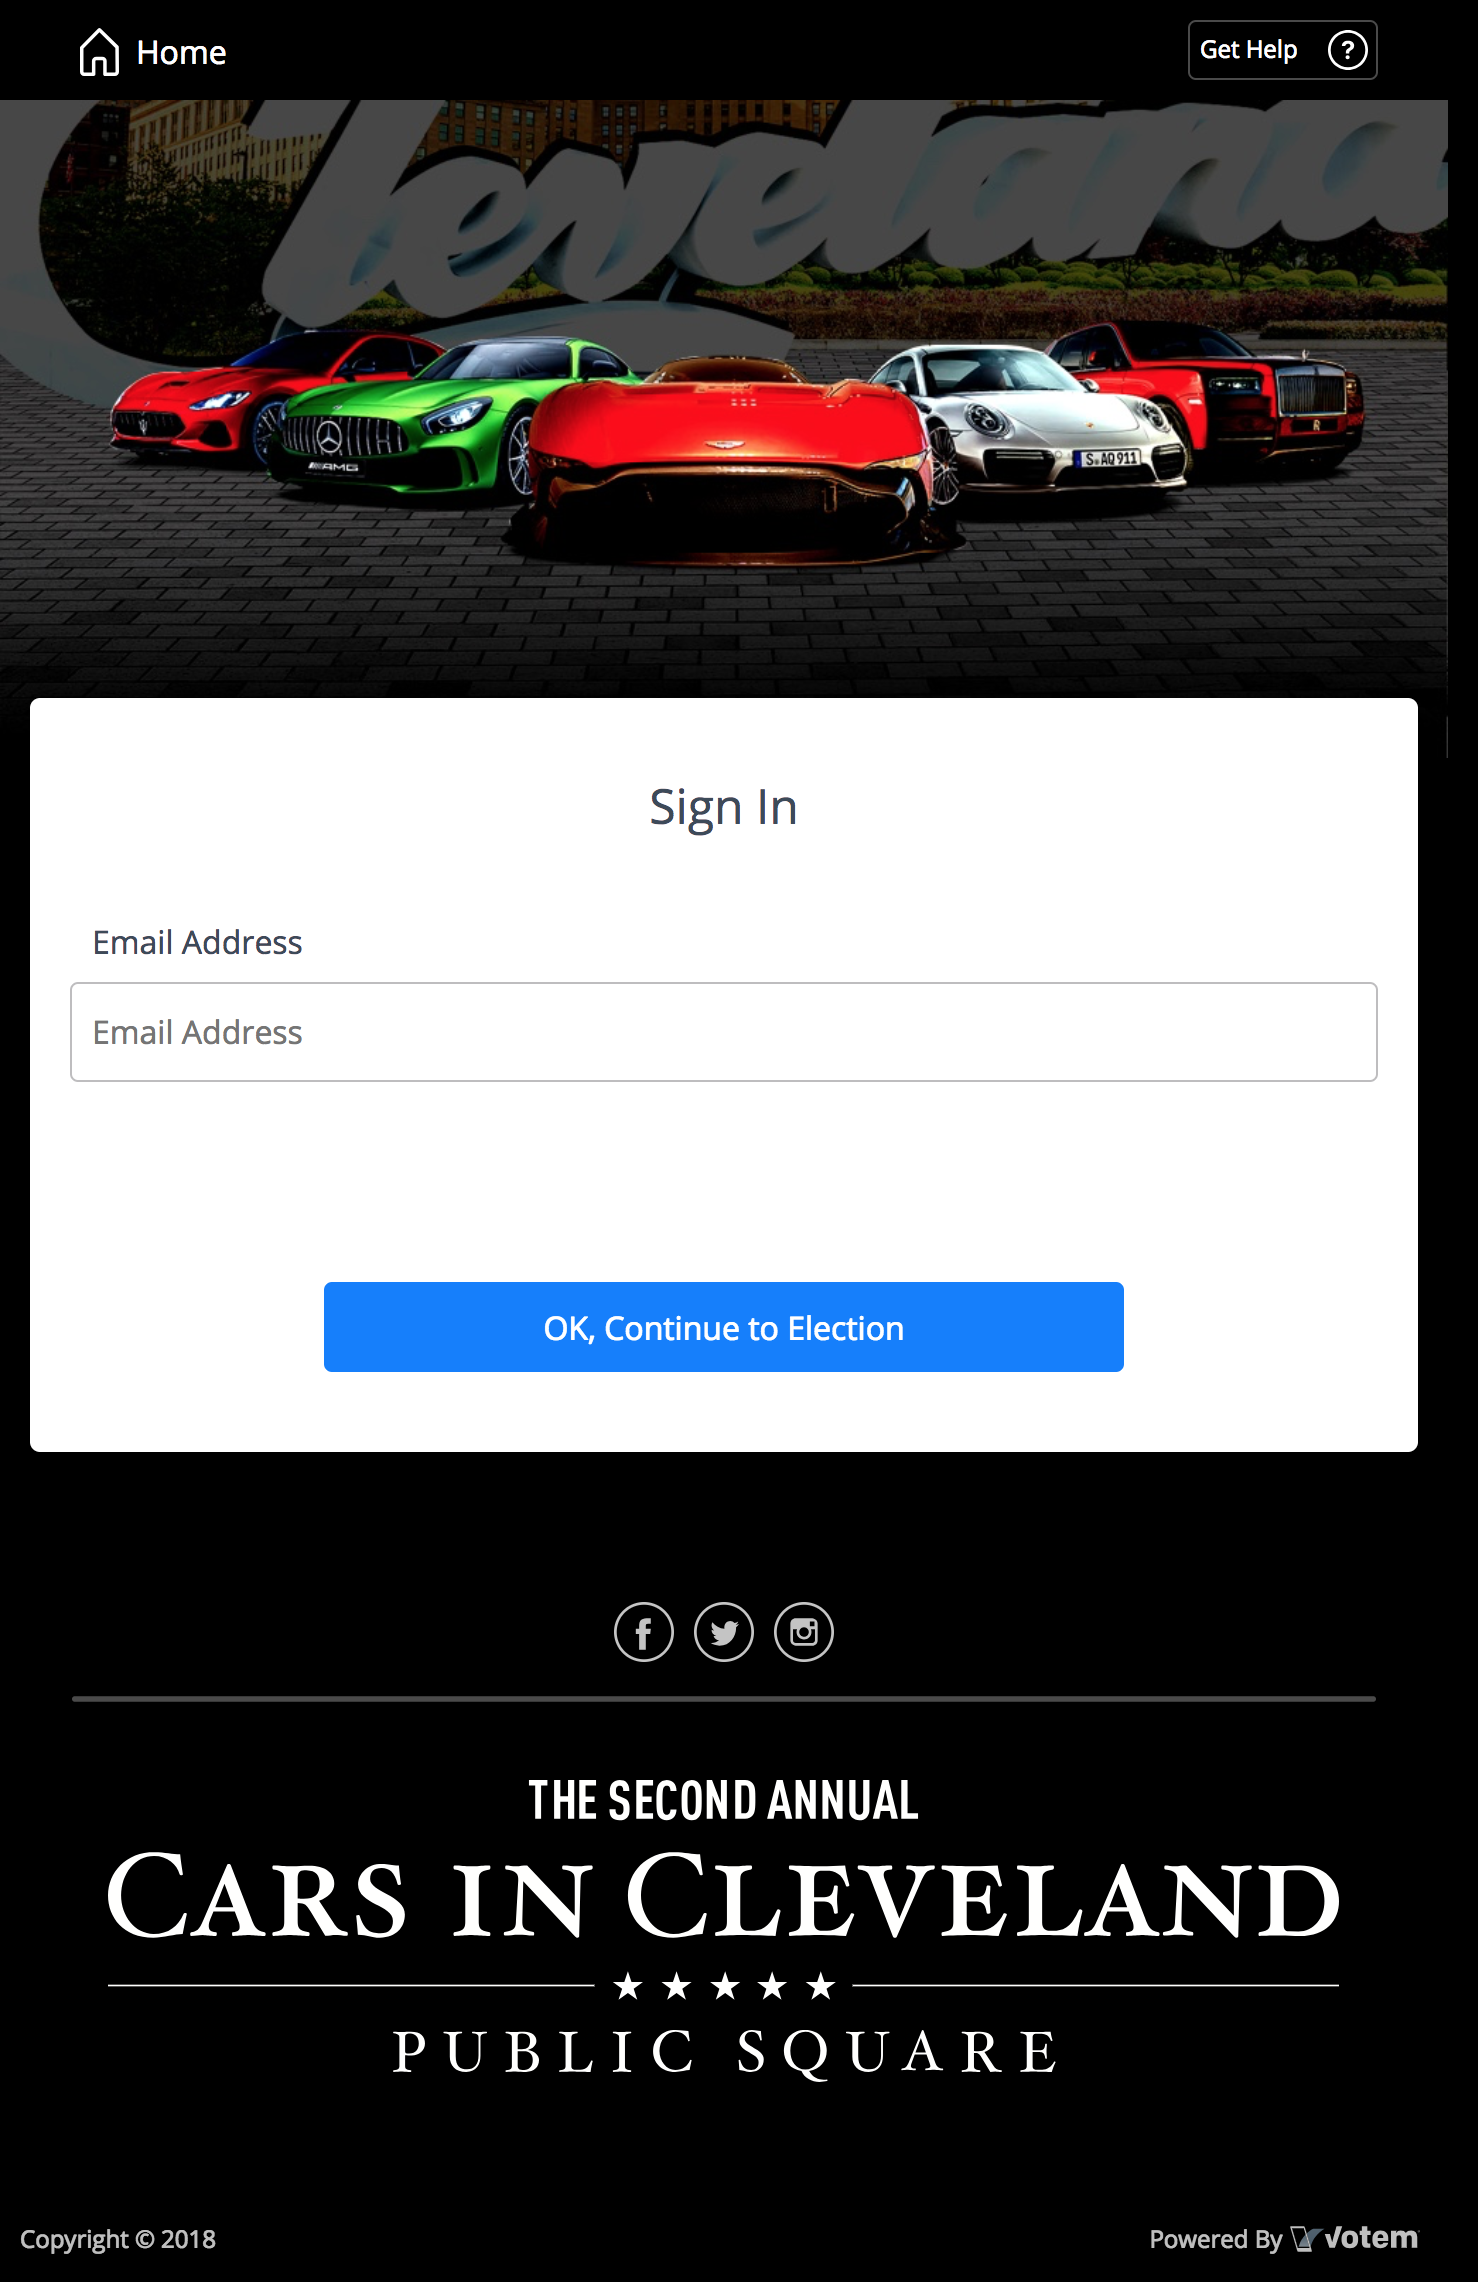 Home
Get Help ?
Cleveland
AMG
S AQ 911
R
Sign In
Email Address
Email Address
OK, Continue to Election
THE SECOND ANNUAL
CARS IN CLEVELAND
PUBLIC SQUARE
Copyright © 2018
Powered By Votem